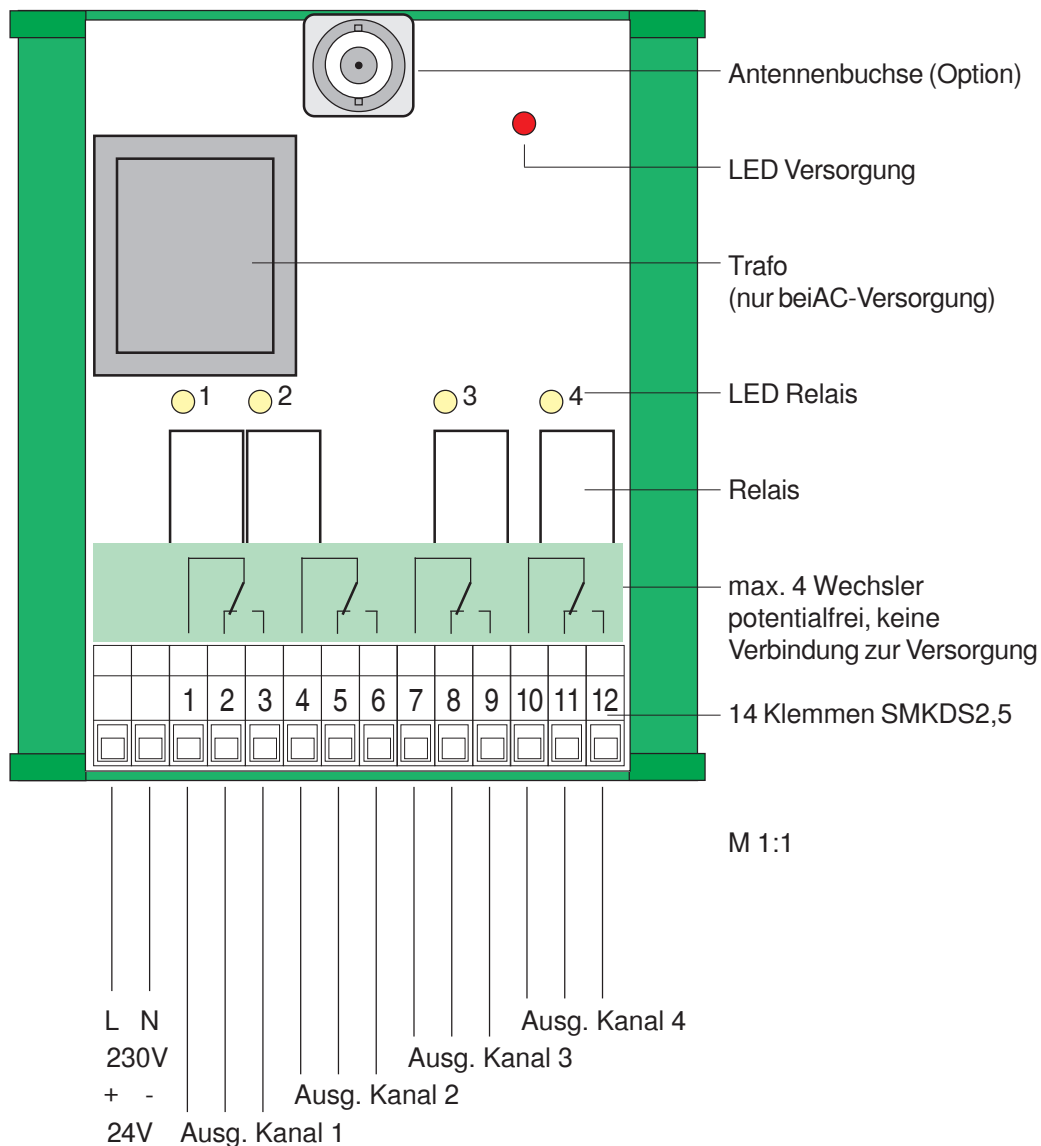 Antennenbuchse (Option)
LED Versorgung
Trafo
(nur beiAC-Versorgung)
1 2 3 4
LED Relais
Relais
max. 4 Wechsler
potentialfrei, keine
Verbindung zur Versorgung
1 2 3 4 5 6 7 8 9 10 11 12
14 Klemmen SMKDS2,5
M 1:1
L N
Ausg. Kanal 4
230V
Ausg. Kanal 3
+ -
Ausg. Kanal 2
24V
Ausg. Kanal 1